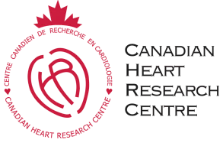 CENTRE CANADIEN DE RECHERCHE EN CARDIOLOGIE
CANADIAN HEART RESEARCH CENTRE
CANADIAN
HEART
RESEARCH
CENTRE